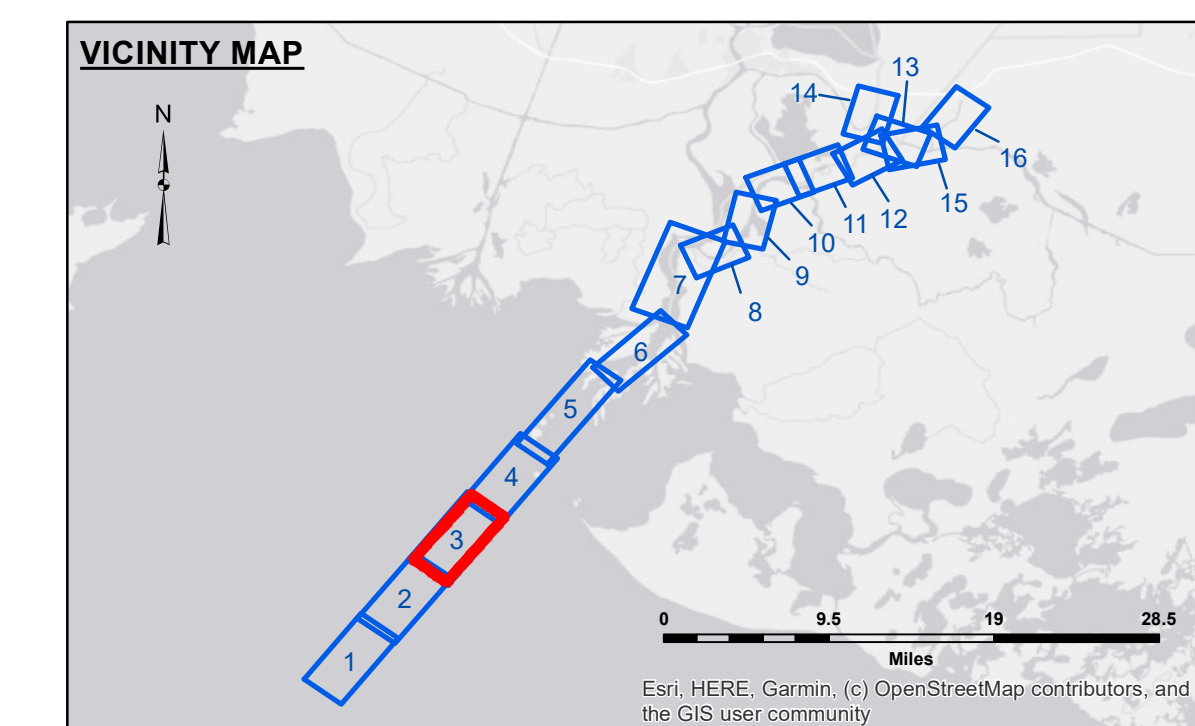 VICINITY MAP
N
13
14
16
15
12
11
10
9
8
7
6
5
4
3
2
1
0 9.5 19 28.5
Miles
Esri, HERE, Garmin, (c) OpenStreetMap contributors, and
the GIS user community